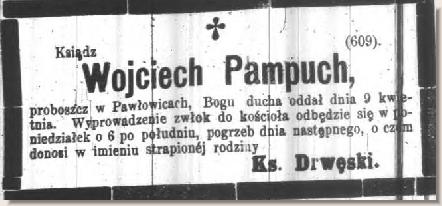 (609).
Ksiądz
Wojciech Pampuch,
proboszcz w Pawłowicach, Bogu ducha oddał dnia 9 kwie-
tnia. Wyprowadzenie zwłok do kościoła odbędzie się w po-
niedziałek o 6 po południu, pogrzeb dnia następnego, o czem
donosi w imieniu strapionéj rodziny
Ks. Drwęski.